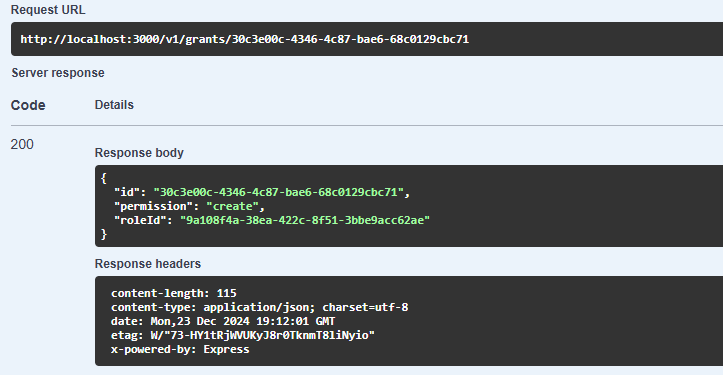 Request URL
http://localhost:3000/v1/grants/30c3e00c-4346-4c87-bae6-68c0129cbc71
Server response
Code Details
200
Response body
{
"id": "30c3e00c-4346-4c87-bae6-68c0129cbc71",
"permission": "create",
"roleId": "9a108f4a-38ea-422c-8f51-3bbe9acc62ae"
}
Response headers
content-length: 115
content-type: application/json; charset=utf-8
date: Mon,23 Dec 2024 19:12:01 GMT
etag: W/"73-HY1tRjWVUKyJ8r0TknmT8liNyio"
x-powered-by: Express